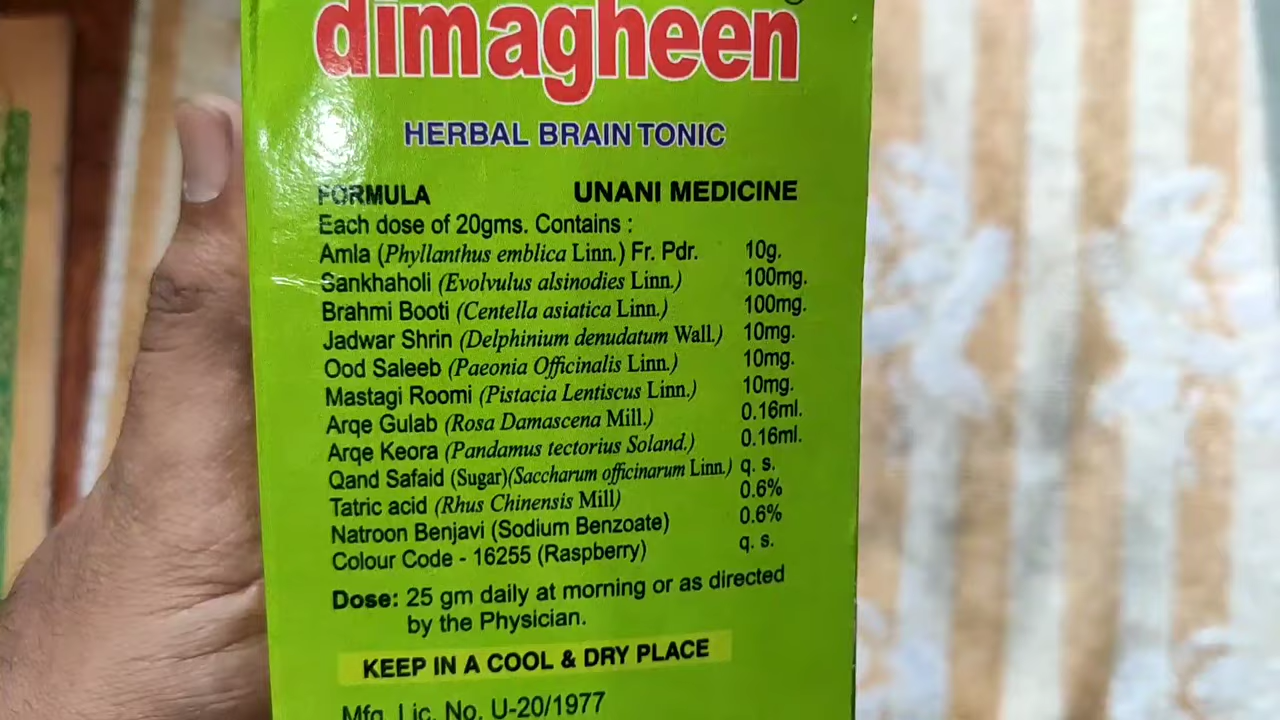 dimagheen
HERBAL BRAIN TONIC
FORMULA UNANI MEDICINE
Each dose of 20gms. Contains :
Amla (Phyllanthus emblica Linn.) Fr. Pdr. 10g.
Sankhaholi (Evolvulus alsinodies Linn.) 100mg.
Brahmi Booti (Centella asiatica Linn.) 100mg.
Jadwar Shrin (Delphinium denudatum Wall.) 10mg.
Ood Saleeb (Paeonia Officinalis Linn.) 10mg.
Mastagi Roomi (Pistacia Lentiscus Linn.) 10mg.
Arqe Gulab (Rosa Damascena Mill.) 0.16ml.
Arqe Keora (Pandamus tectorius Soland.) 0.16ml.
Qand Safaid (Sugar)(Saccharum officinarum Linn.) q. s.
Tatric acid (Rhus Chinensis Mill) 0.6%
Natroon Benjavi (Sodium Benzoate) 0.6%
Colour Code - 16255 (Raspberry) q. s.
Dose: 25 gm daily at morning or as directed
by the Physician.
KEEP IN A COOL & DRY PLACE
Mfg. Lic. No. U-20/1977